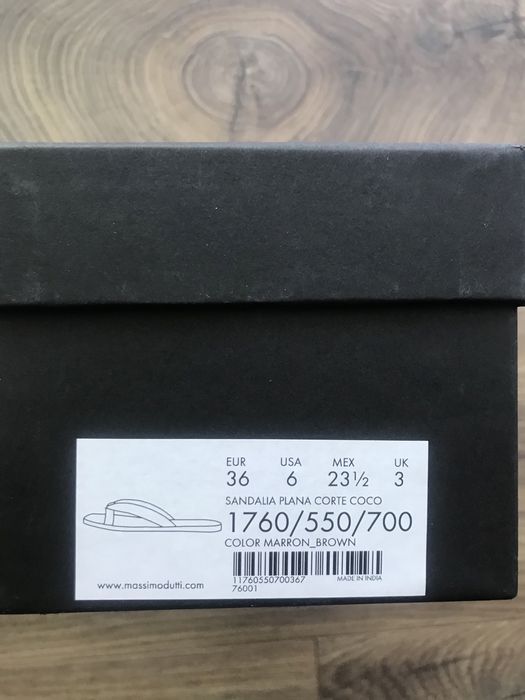 EUR USA MEX UK
36 6 23½ 3
SANDALIA PLANA CORTE COCO
1760/550/700
COLOR MARRON_BROWN
11760550700367 MADE IN INDIA
76001
www.massimodutti.com